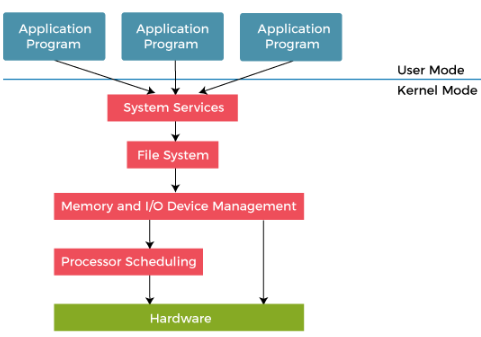 Application Application Application
Program Program Program
User Mode
Kernel Mode
System Services
File System
Memory and I/O Device Management
Processor Scheduling
Hardware